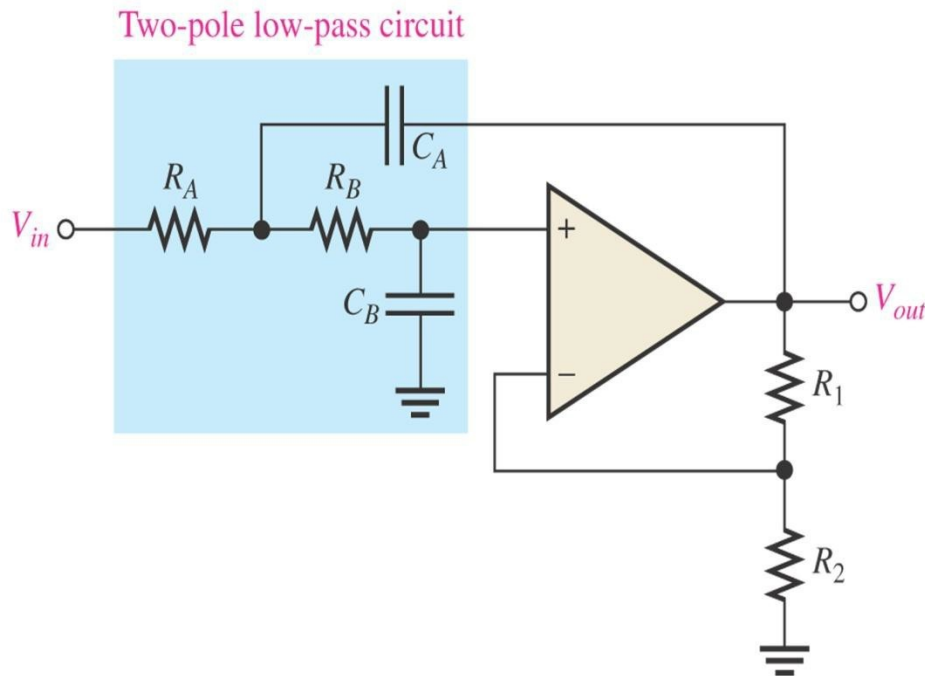 Two-pole low-pass circuit
C_A
R_A
R_B
V_in
+
C_B
V_out
−
R_1
R_2